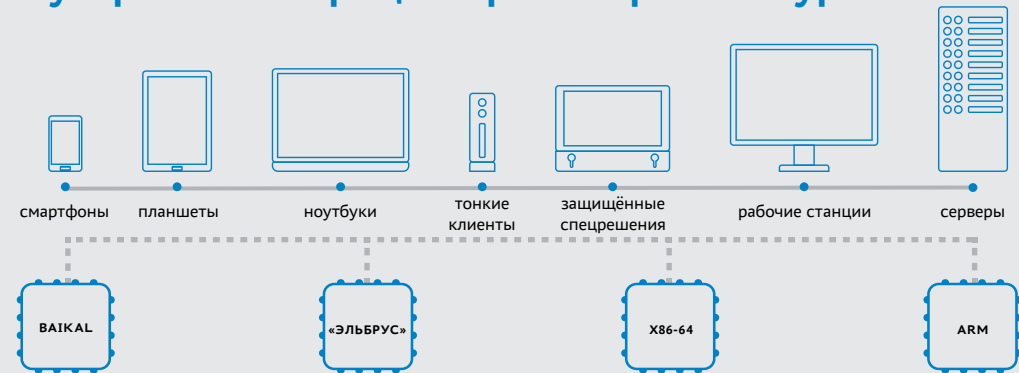 смартфоны
планшеты
ноутбуки
тонкие
клиенты
защищённые
спецрешения
рабочие станции
серверы
BAIKAL
«ЭЛЬБРУС»
X86-64
ARM